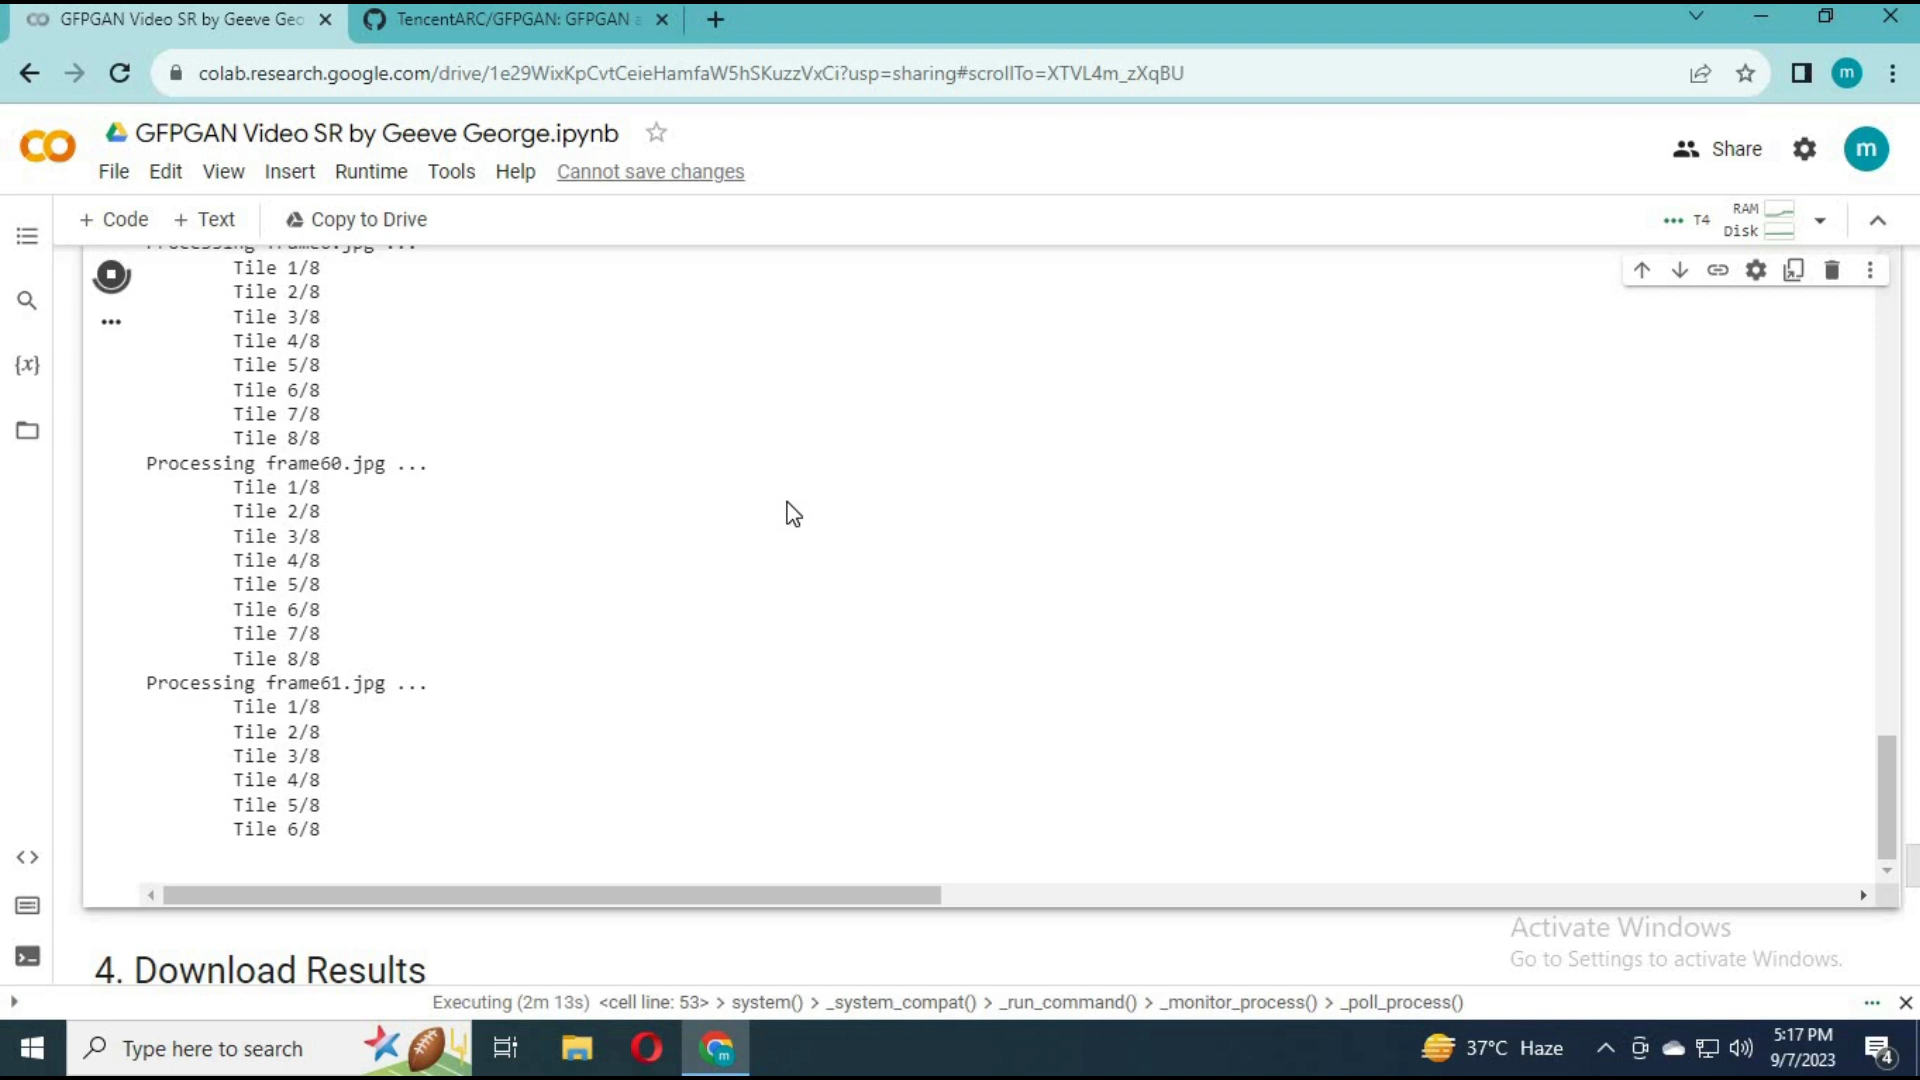 GFPGAN Video SR by Geeve Geo
TencentARC/GFPGAN: GFPGAN a
colab.research.google.com/drive/1e29WixKpCvtCeieHamfaW5hSKuzzVxCi?usp=sharing#scrollTo=XTVL4m_zXqBU
m
GFPGAN Video SR by Geeve George.ipynb
File Edit View Insert Runtime Tools Help Cannot save changes
Share
m
+ Code + Text Copy to Drive
T4 RAM
Disk
Processing frame6.jpg ...
Tile 1/8
Tile 2/8
Tile 3/8
Tile 4/8
Tile 5/8
Tile 6/8
Tile 7/8
Tile 8/8
Processing frame60.jpg ...
Tile 1/8
Tile 2/8
Tile 3/8
Tile 4/8
Tile 5/8
Tile 6/8
Tile 7/8
Tile 8/8
Processing frame61.jpg ...
Tile 1/8
Tile 2/8
Tile 3/8
Tile 4/8
Tile 5/8
Tile 6/8
{x}
4. Download Results
Activate Windows
Go to Settings to activate Windows.
Executing (2m 13s) <cell line: 53> > system() > _system_compat() > _run_command() > _monitor_process() > _poll_process()
Type here to search
m
37°C Haze
5:17 PM
9/7/2023
4